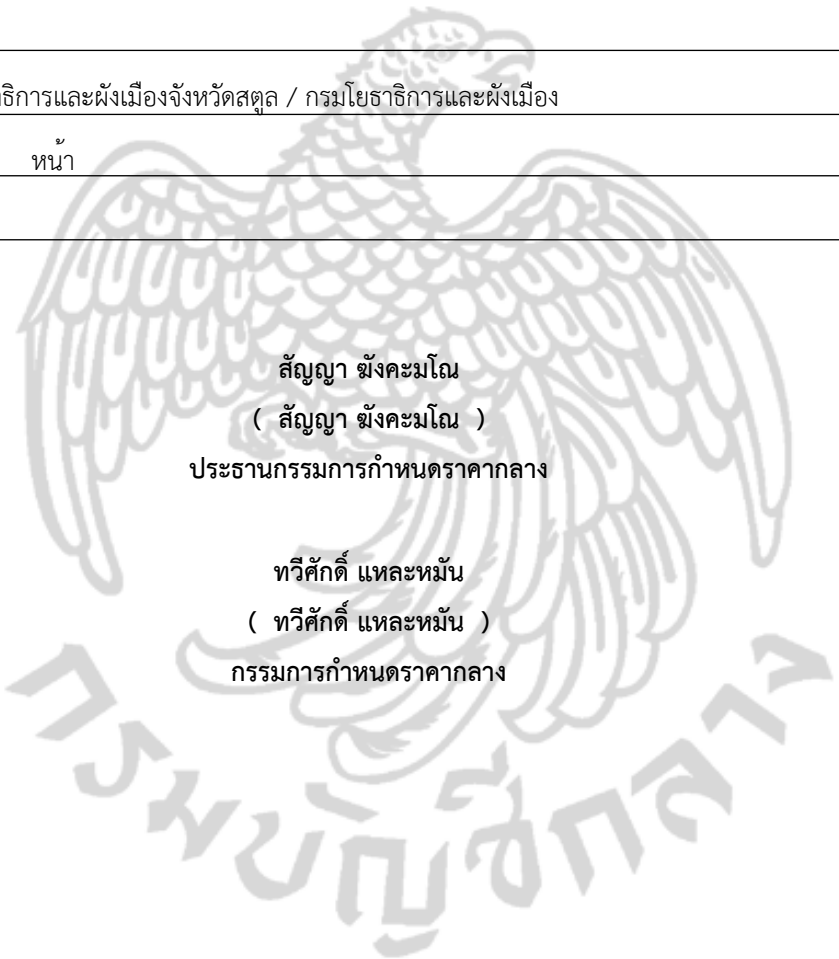 ธิการและผังเมืองจังหวัดสตูล / กรมโยธาธิการและผังเมือง
หน้า
สัญญา ฆังคะมโณ
( สัญญา ฆังคะมโณ )
ประธานกรรมการกำหนดราคากลาง
ทวีศักดิ์ แหละหมัน
( ทวีศักดิ์ แหละหมัน )
กรรมการกำหนดราคากลาง
กรมบัญชีกลาง